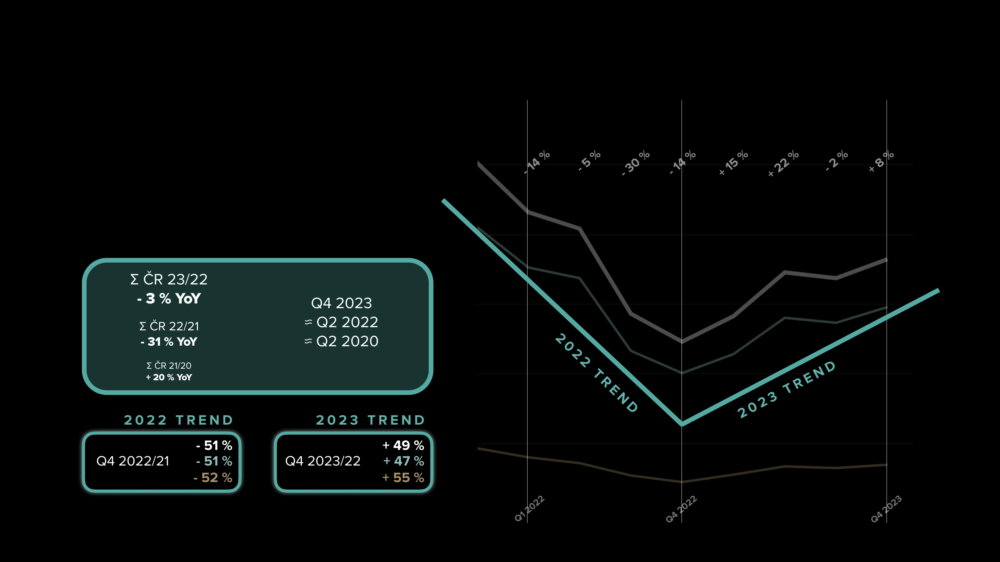 Σ ČR 23/22
- 3 % YoY
Σ ČR 22/21
- 31 % YoY
Σ ČR 21/20
+ 20 % YoY
Q4 2023
≈ Q2 2022
≈ Q2 2020
2022 TREND
Q4 2022/21
- 51 %
- 51 %
- 52 %
2023 TREND
Q4 2023/22
+ 49 %
+ 47 %
+ 55 %
- 14 %
- 5 %
- 30 %
- 14 %
+ 15 %
+ 22 %
- 2 %
+ 8 %
2022 TREND
2023 TREND
Q1 2022
Q4 2022
Q4 2023